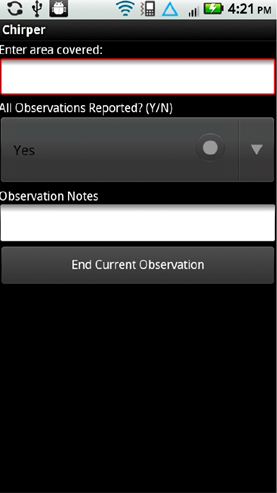 4:21 PM
Chirper
Enter area covered:
All Observations Reported? (Y/N)
Yes
Observation Notes
End Current Observation